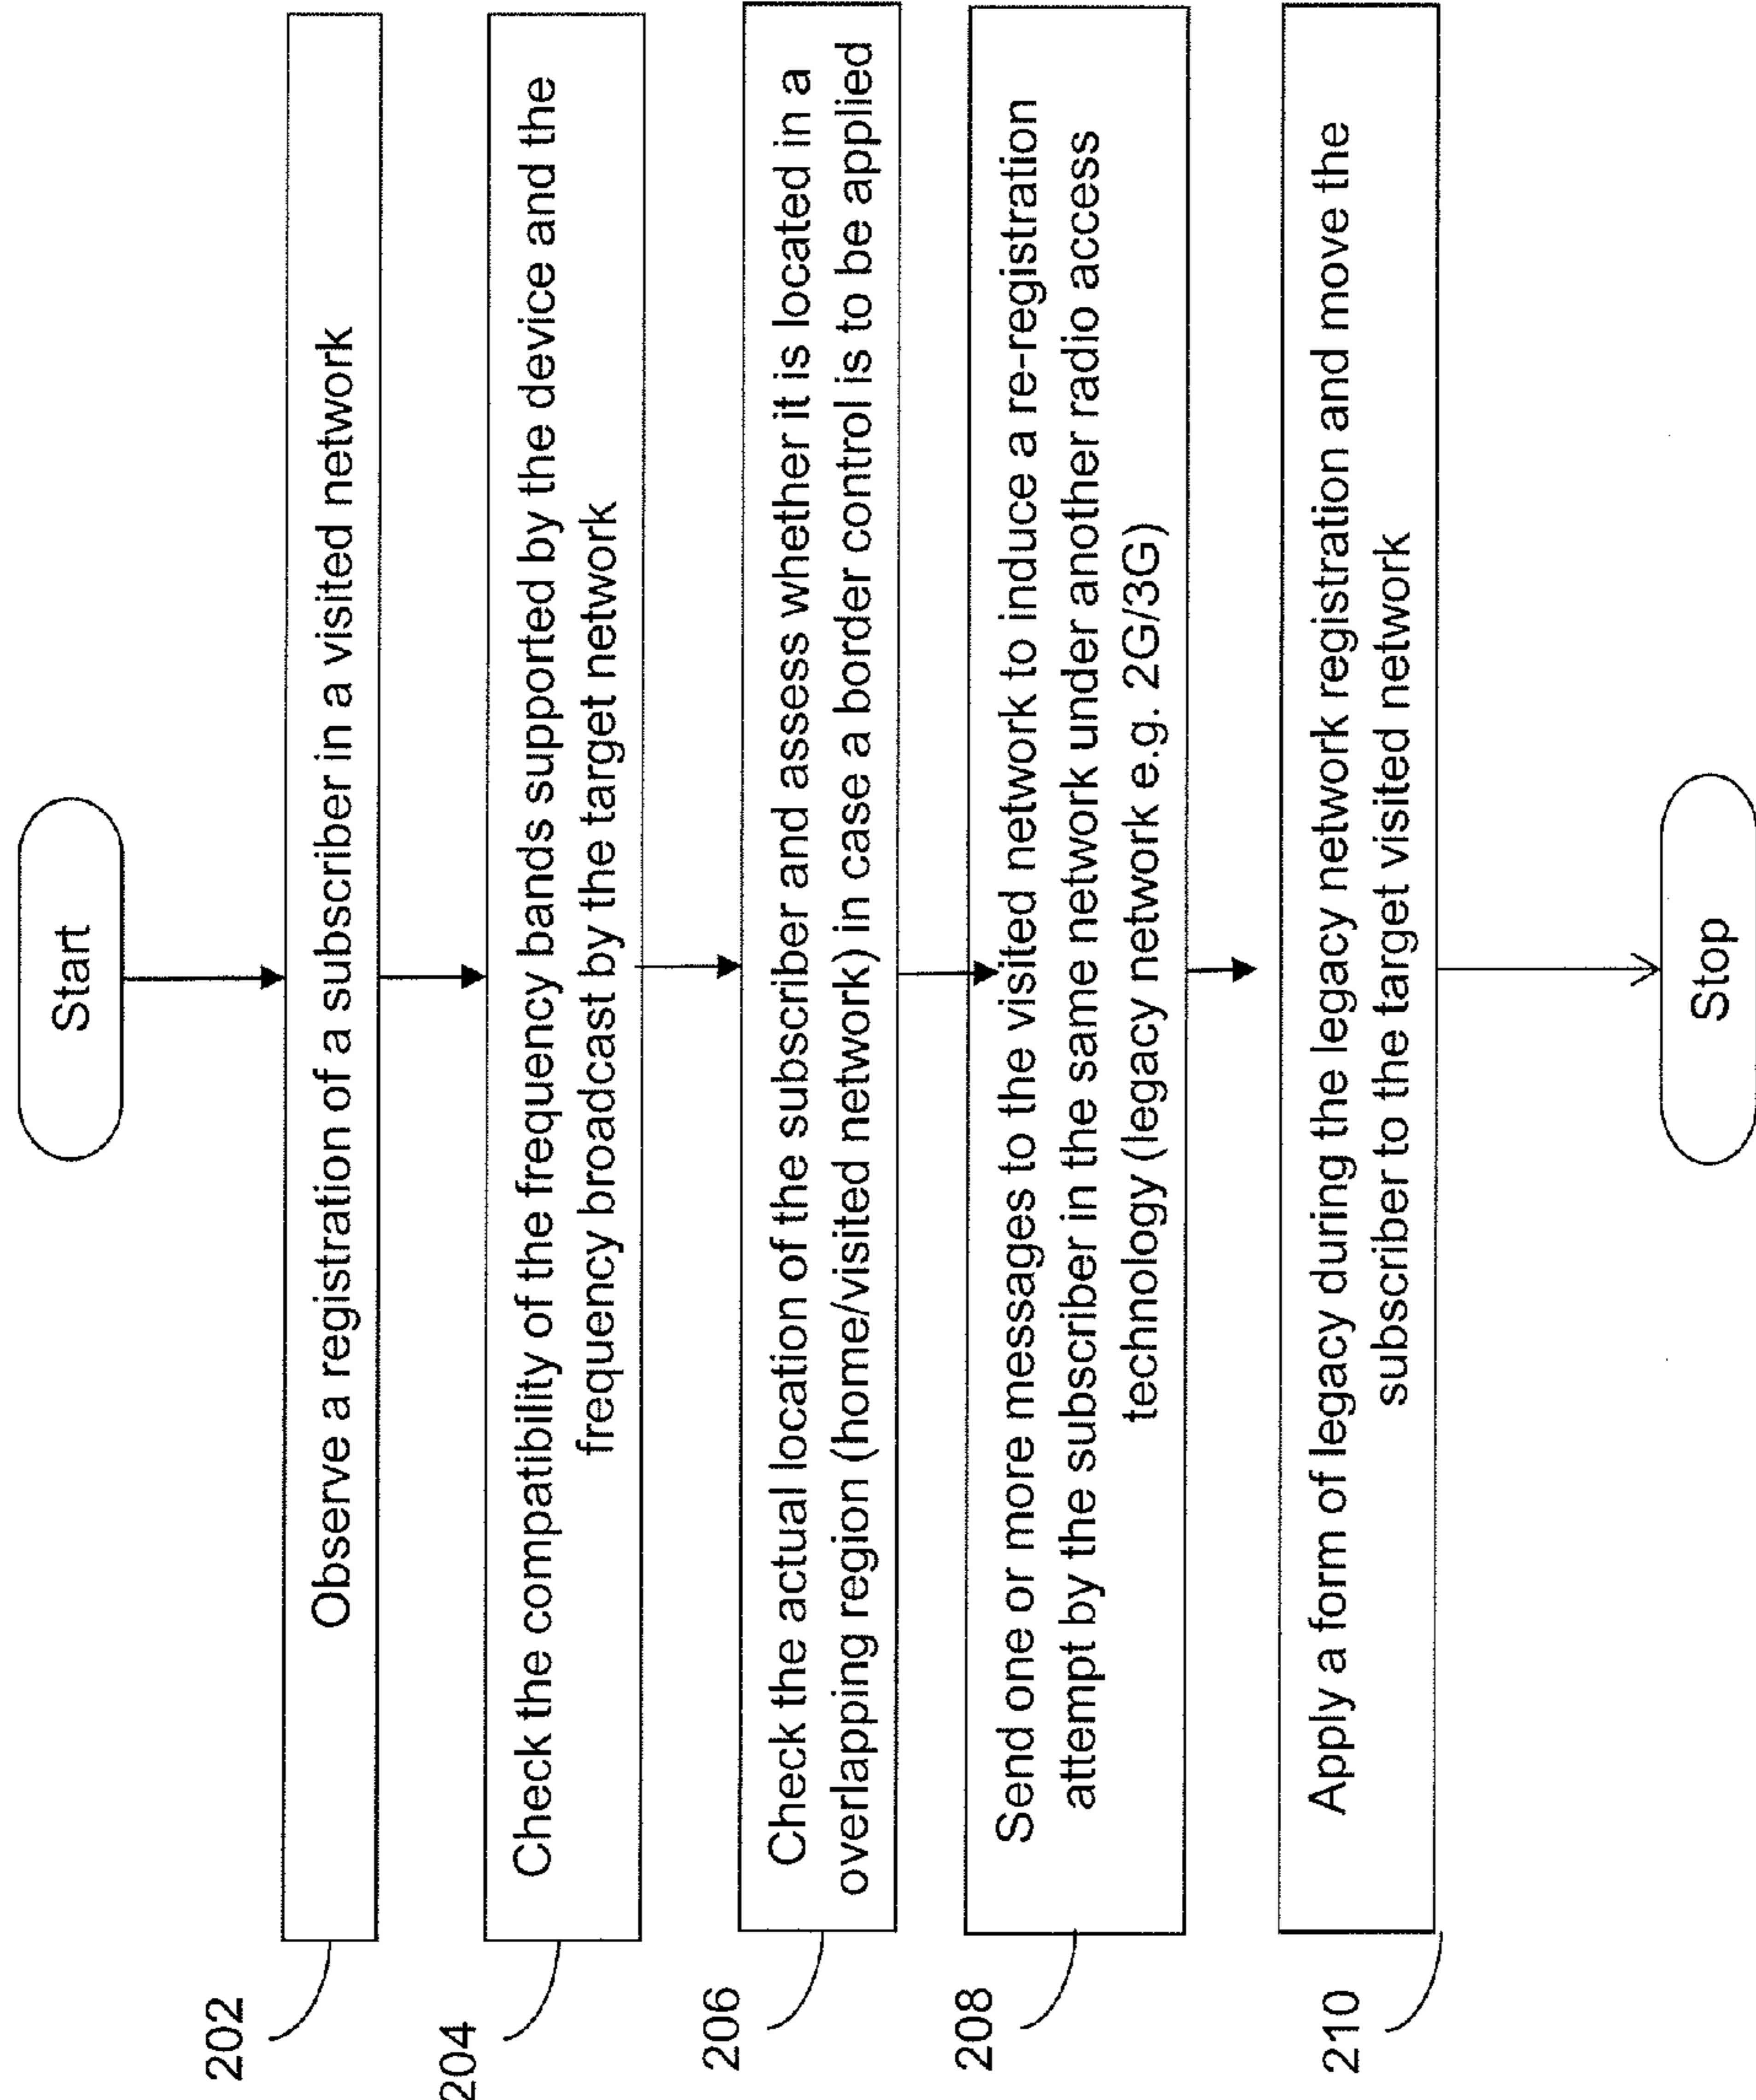 Start
202
Observe a registration of a subscriber in a visited network
204
Check the compatibility of the frequency bands supported by the device and the
frequency broadcast by the target network
206
Check the actual location of the subscriber and assess whether it is located in a
overlapping region (home/visited network) in case a border control is to be applied
208
Send one or more messages to the visited network to induce a re-registration
attempt by the subscriber in the same network under another radio access
technology (legacy network e.g. 2G/3G)
210
Apply a form of legacy during the legacy network registration and move the
subscriber to the target visited network
Stop